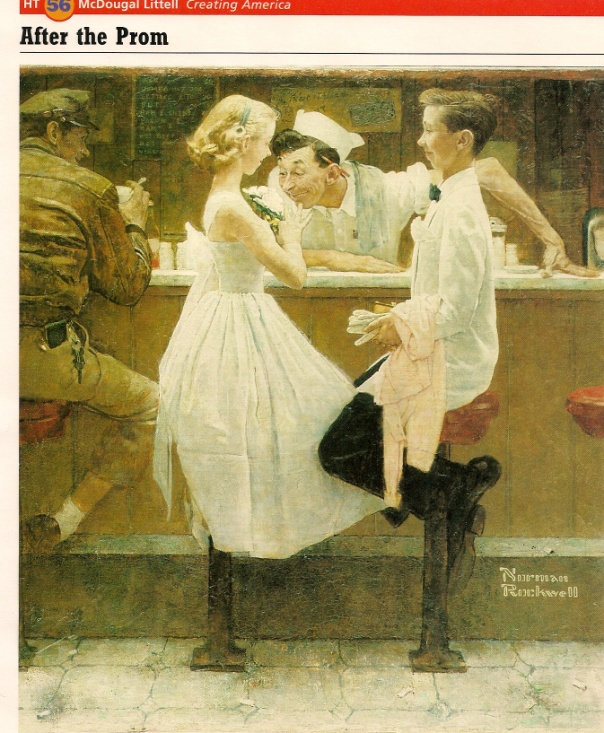 HT 56 McDougal Littell Creating America
After the Prom
Norman
Rockwell